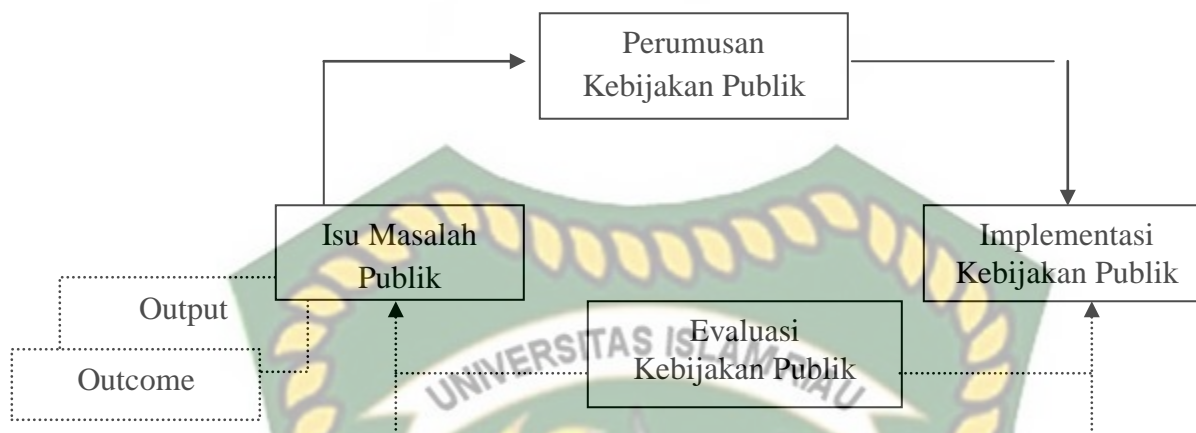 Perumusan
Kebijakan Publik
Isu Masalah
Publik
Implementasi
Kebijakan Publik
Output
Outcome
Evaluasi
Kebijakan Publik
UNIVERSITAS ISLAM RIAU